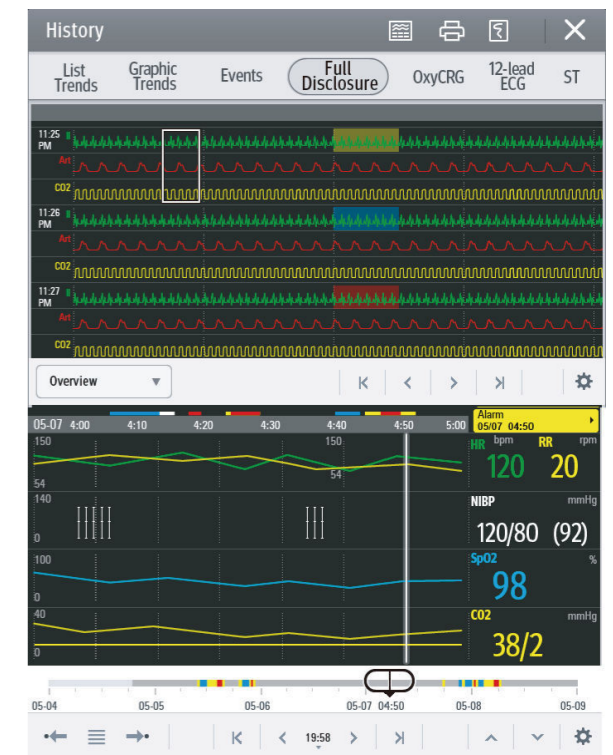 History
List Trends Graphic Trends Events Full Disclosure OxyCRG 12-lead ECG ST
11:25 PM II
Art
CO2
11:26 PM II
Art
CO2
11:27 PM II
Art
CO2
Overview
05-07 4:00 4:10 4:20 4:30 4:40 4:50 5:00
Alarm
05/07 04:50
150 150
54 54
HR bpm RR rpm
120 20
140
0
NIBP mmHg
120/80 (92)
100
0
SpO2 %
98
40
0
CO2 mmHg
38/2
05-04 05-05 05-06 05-07 04:50 05-08 05-09
19:58